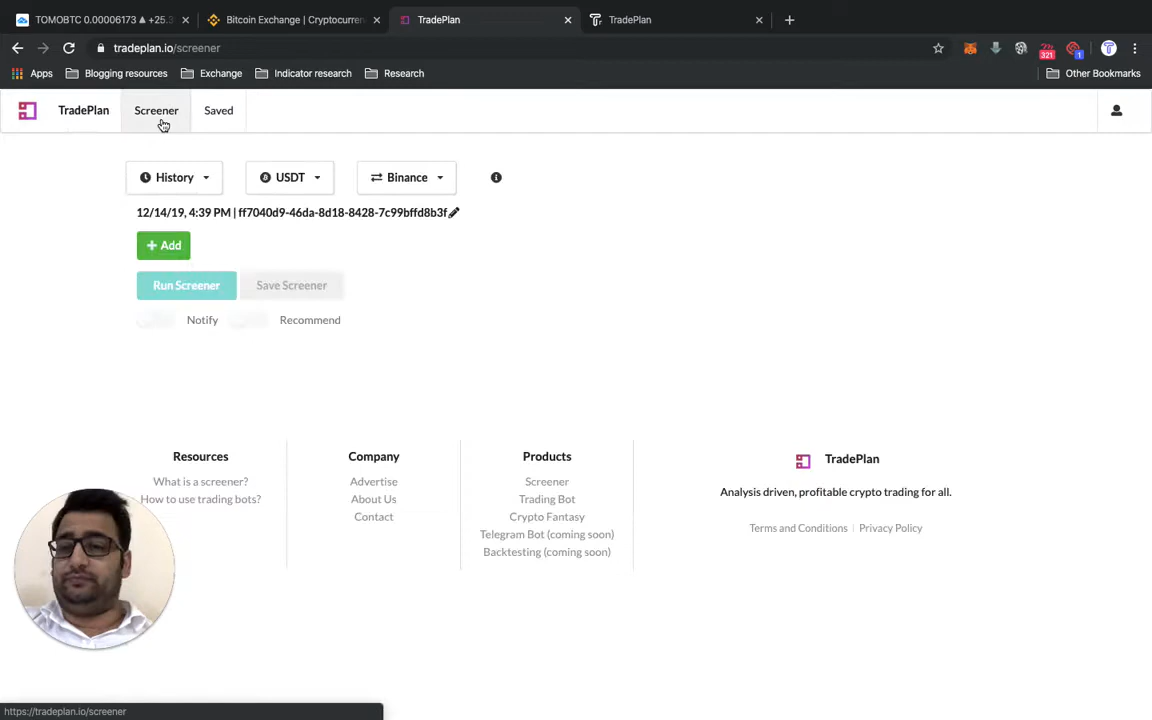 TOMOBTC 0.00006173 ▲ +25.3
Bitcoin Exchange | Cryptocurren
TradePlan
TradePlan
tradeplan.io/screener
321
1
Apps
Blogging resources
Exchange
Indicator research
Research
Other Bookmarks
TradePlan
Screener
Saved
History
USDT
Binance
12/14/19, 4:39 PM | ff7040d9-46da-8d18-8428-7c99bffd8b3f
+ Add
Run Screener
Save Screener
Notify
Recommend
Resources
What is a screener?
How to use trading bots?
Company
Advertise
About Us
Contact
Products
Screener
Trading Bot
Crypto Fantasy
Telegram Bot (coming soon)
Backtesting (coming soon)
TradePlan
Analysis driven, profitable crypto trading for all.
Terms and Conditions | Privacy Policy
https://tradeplan.io/screener